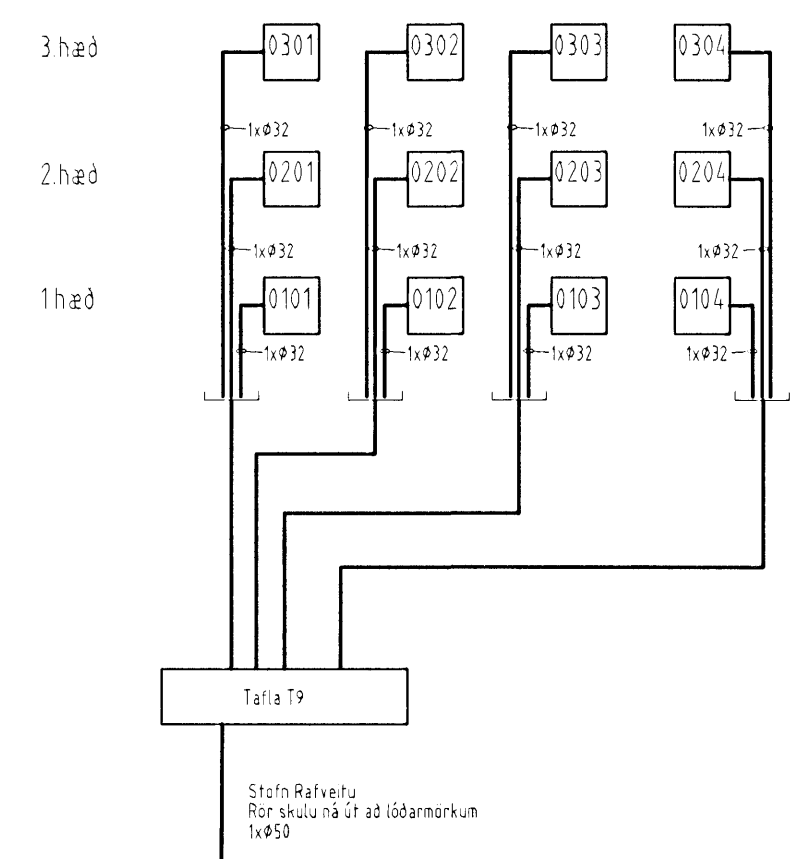 3.hæð
0301
0302
0303
0304
1xø32
1xø32
1xø32
1xø32
2.hæð
0201
0202
0203
0204
1xø32
1xø32
1xø32
1xø32
1hæð
0101
0102
0103
0104
1xø32
1xø32
1xø32
1xø32
Tafla T9
Stofn Rafveitu
Rör skulu ná út að lóðarmörkum
1xø50